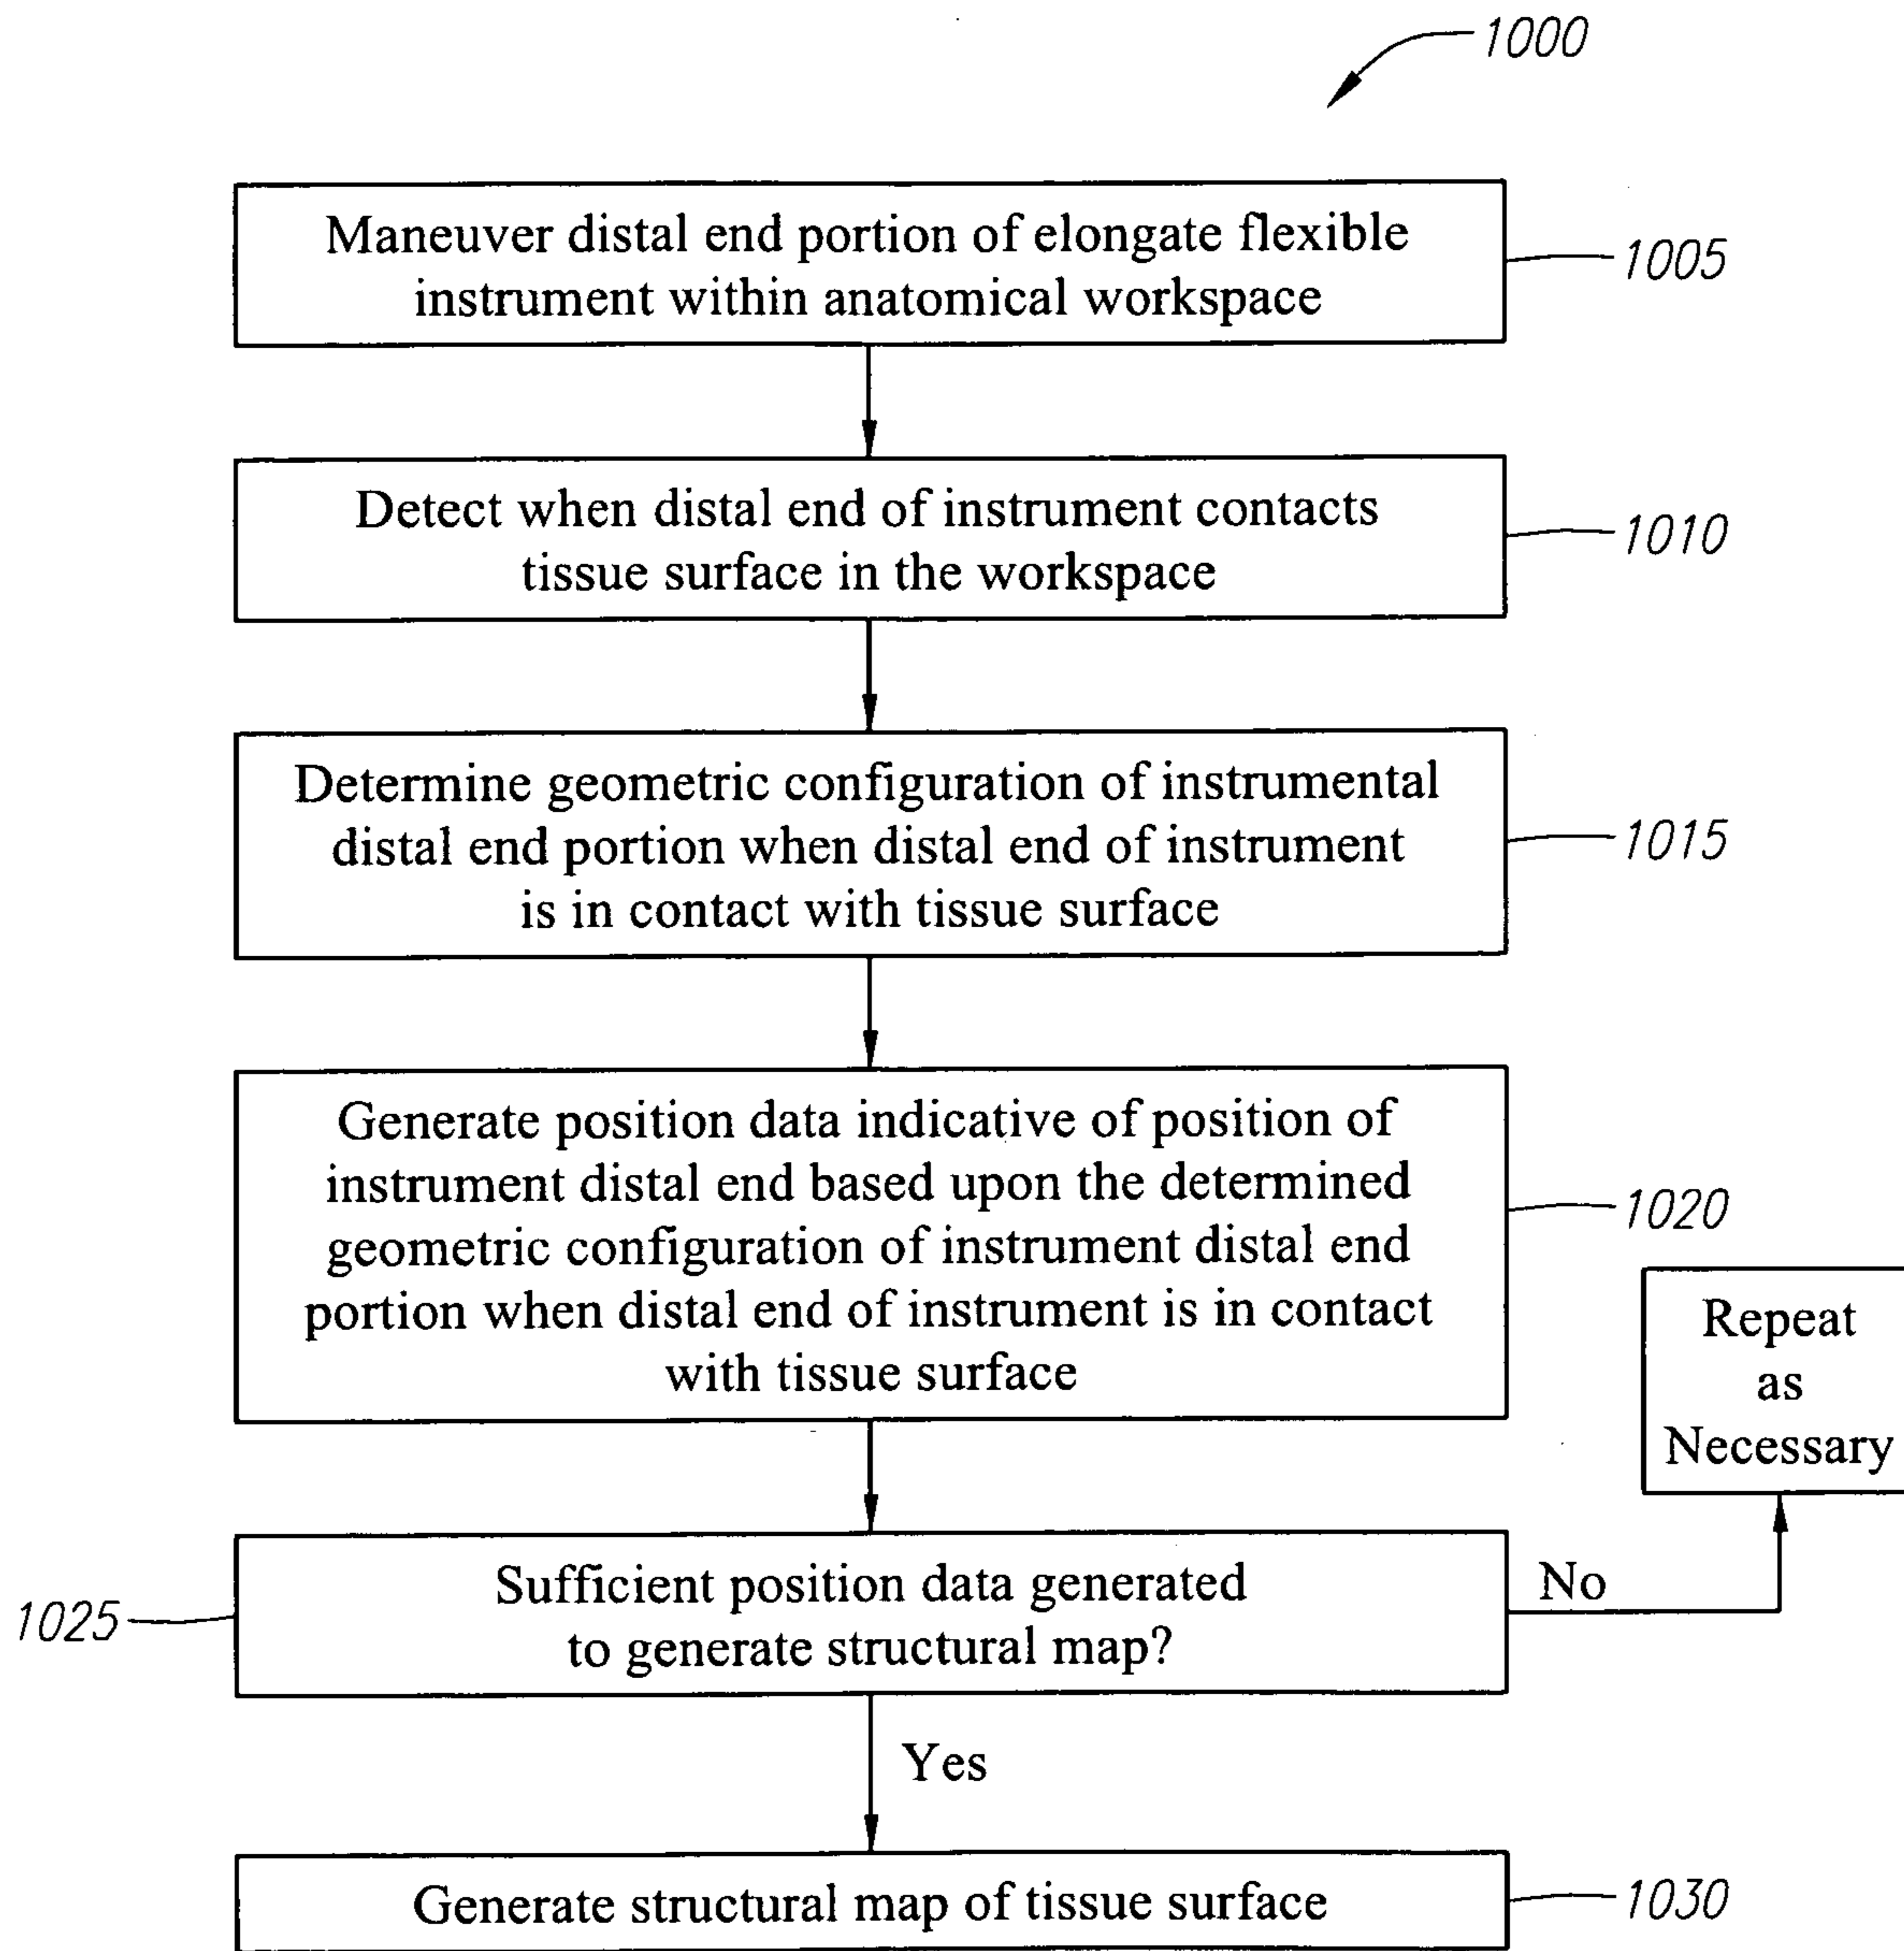 1000
Maneuver distal end portion of elongate flexible
instrument within anatomical workspace
1005
Detect when distal end of instrument contacts
tissue surface in the workspace
1010
Determine geometric configuration of instrumental
distal end portion when distal end of instrument
is in contact with tissue surface
1015
Generate position data indicative of position of
instrument distal end based upon the determined
geometric configuration of instrument distal end
portion when distal end of instrument is in contact
with tissue surface
1020
Repeat
as
Necessary
Sufficient position data generated
to generate structural map?
1025
No
Yes
Generate structural map of tissue surface
1030